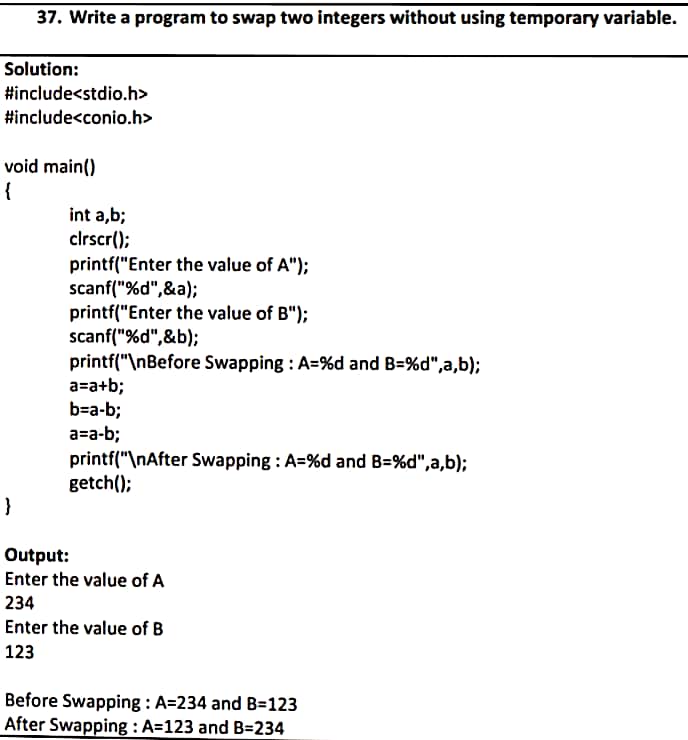 37. Write a program to swap two integers without using temporary variable.
Solution:
#include<stdio.h>
#include<conio.h>
void main()
{
int a,b;
clrscr();
printf("Enter the value of A");
scanf("%d",&a);
printf("Enter the value of B");
scanf("%d",&b);
printf("\nBefore Swapping : A=%d and B=%d",a,b);
a=a+b;
b=a-b;
a=a-b;
printf("\nAfter Swapping : A=%d and B=%d",a,b);
getch();
}
Output:
Enter the value of A
234
Enter the value of B
123
Before Swapping : A=234 and B=123
After Swapping : A=123 and B=234